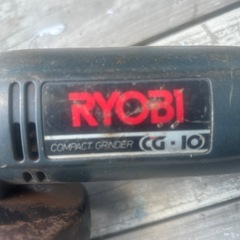 RYOBI
COMPACT GRINDER CG-10